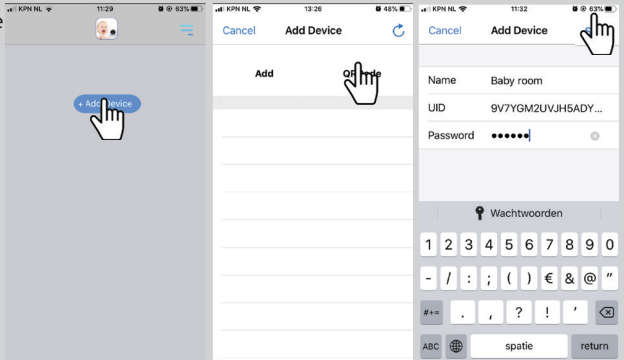 e
KPN NL 11:29 63%
+ Add Device
KPN NL 13:26 48%
Cancel Add Device
Add QR code
KPN NL 11:32 63%
Cancel Add Device
Name Baby room
UID 9V7YGM2UVJH5ADY...
Password ••••••
Wachtwoorden
1 2 3 4 5 6 7 8 9 0
- / : ; ( ) € & @ "
#+= . , ? ! '
ABC spatie return